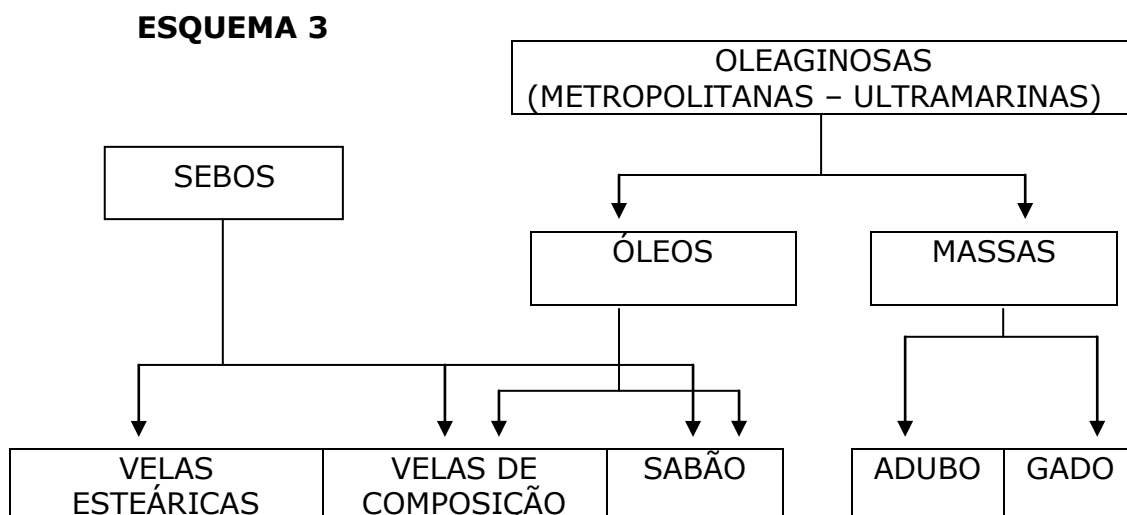 ESQUEMA 3
OLEAGINOSAS
(METROPOLITANAS – ULTRAMARINAS)
SEBOS
ÓLEOS
MASSAS
VELAS
ESTEÁRICAS
VELAS DE
COMPOSIÇÃO
SABÃO
ADUBO
GADO